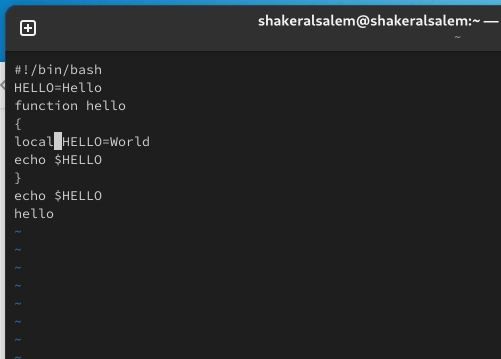 shakeralsalem@shakeralsalem:~ —
~
#!/bin/bash
HELLO=Hello
function hello
{
local HELLO=World
echo $HELLO
}
echo $HELLO
hello
~
~
~
~
~
~
~
~